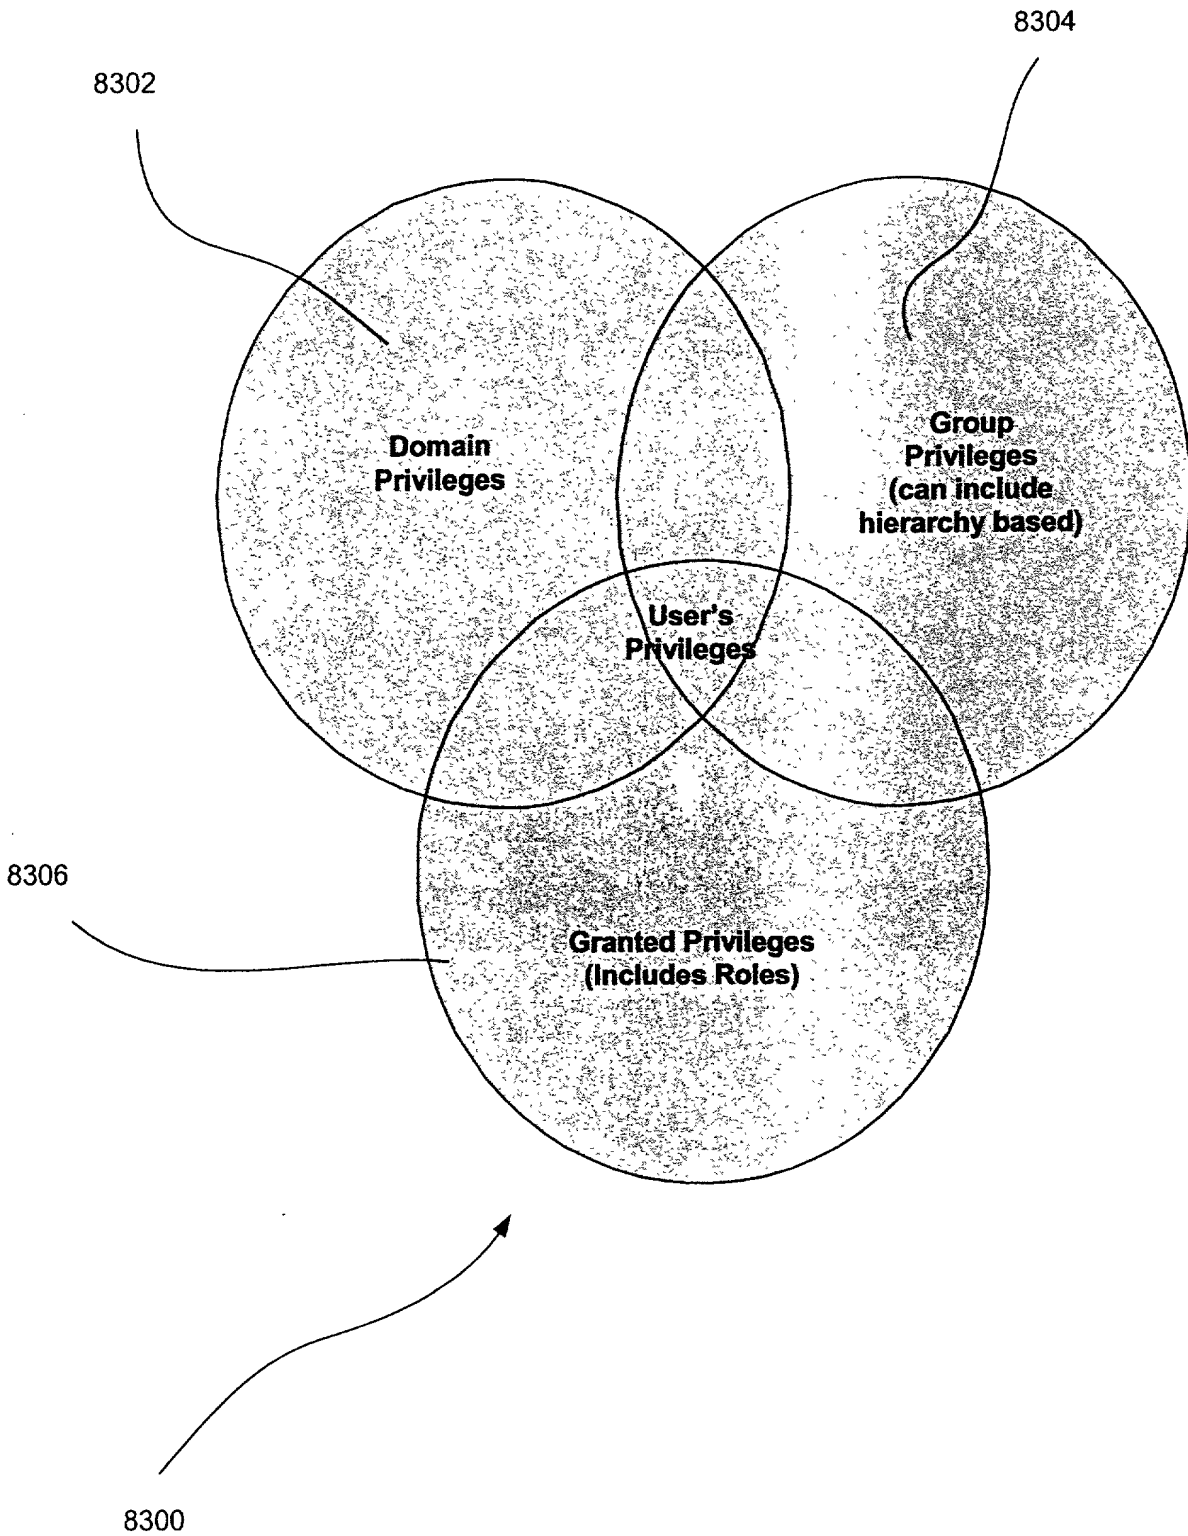 8304
8302
Domain
Privileges
Group
Privileges
(can include
hierarchy based)
User's
Privileges
8306
Granted Privileges
(Includes Roles)
8300